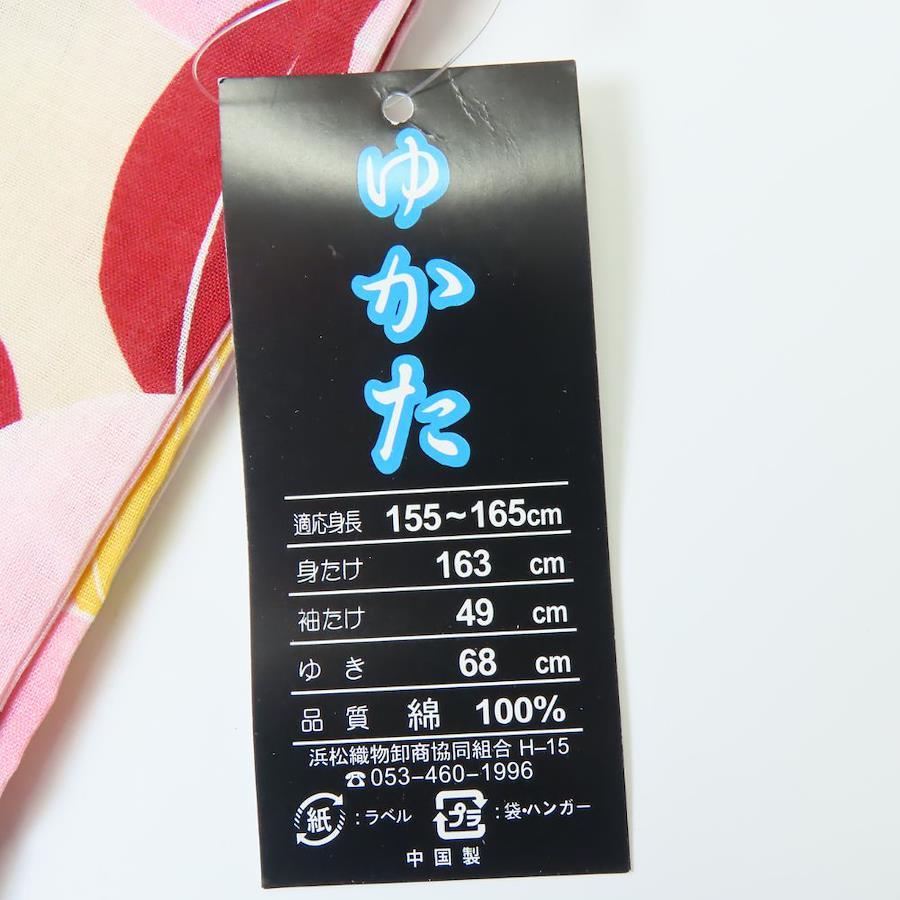 ゆかた
適応身長 155~165cm
身たけ 163 cm
袖たけ 49 cm
ゆき 68 cm
品質 綿 100%
浜松織物卸商協同組合 H-15
☎053-460-1996
紙:ラベル プラ:袋・ハンガー
中国製